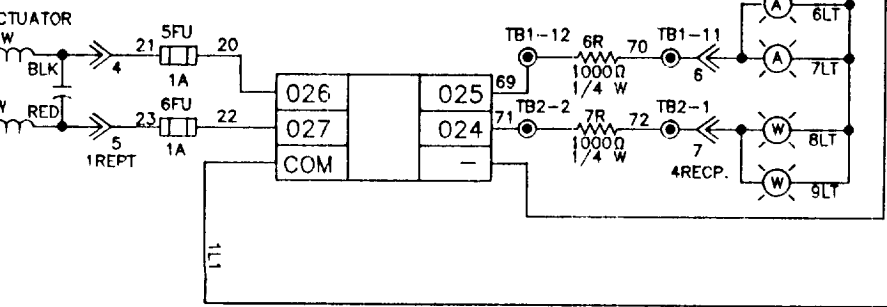 CTUATOR
W
BLK
4
21
5FU
20
1A
W
RED
5
1REPT
23
6FU
22
1A
026
025
027
024
COM
—
69
71
TB1-12
6R
1000Ω
1/4 W
70
TB1-11
6
TB2-2
7R
1000Ω
1/4 W
72
TB2-1
7
4RECP.
A
6LT
A
7LT
W
8LT
W
9LT
1L1